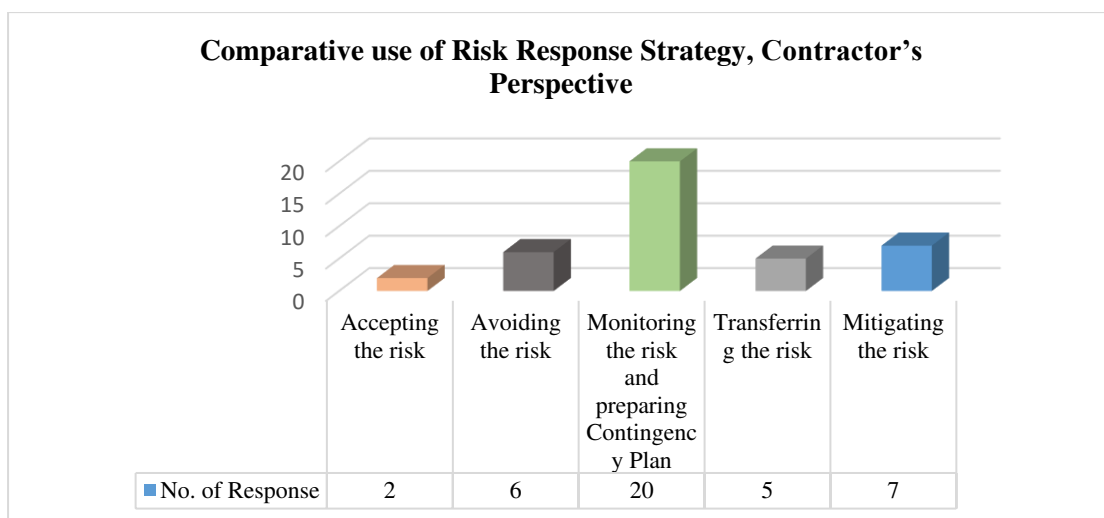 Comparative use of Risk Response Strategy, Contractor’s
Perspective
20
15
10
5
0
Accepting
the risk
Avoiding
the risk
Monitoring
the risk
and
preparing
Contingenc
y Plan
Transferrin
g the risk
Mitigating
the risk
No. of Response 2 6 20 5 7